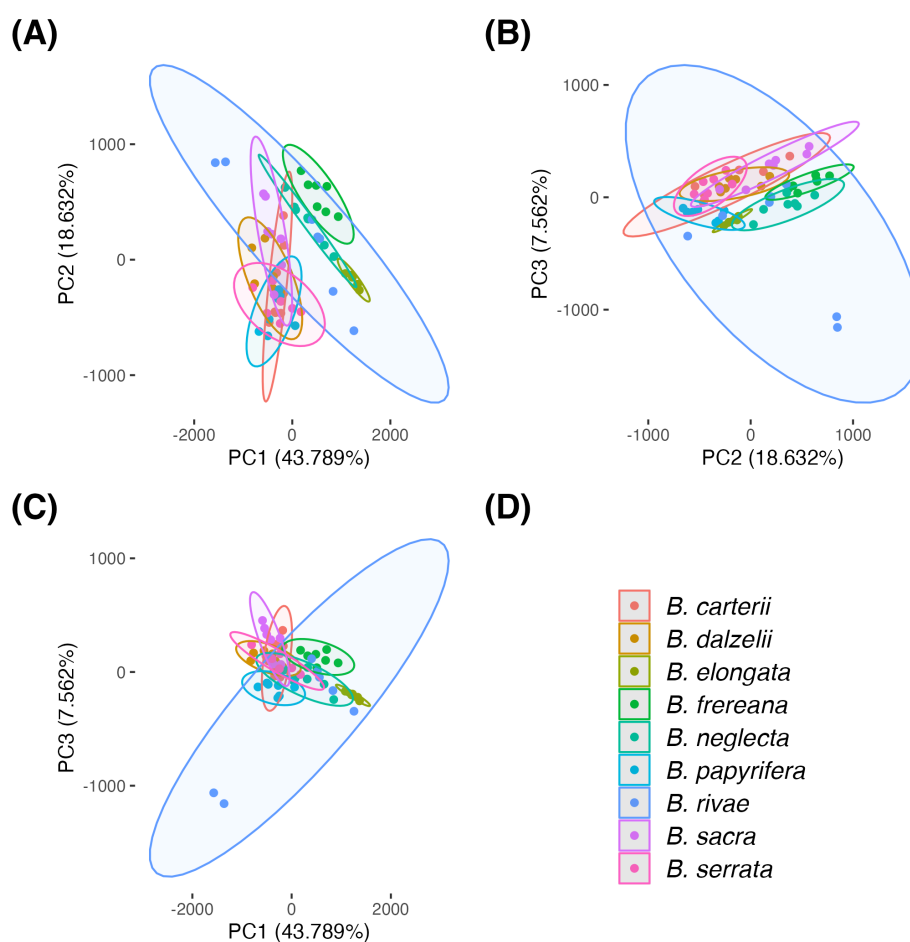 (A)
1000
0
-1000
-2000 0 2000
PC1 (43.789%)
PC2 (18.632%)
(B)
1000
0
-1000
-1000 0 1000
PC2 (18.632%)
PC3 (7.562%)
(C)
1000
0
-1000
-2000 0 2000
PC1 (43.789%)
PC3 (7.562%)
(D)
B. carterii
B. dalzelii
B. elongata
B. frereana
B. neglecta
B. papyrifera
B. rivae
B. sacra
B. serrata